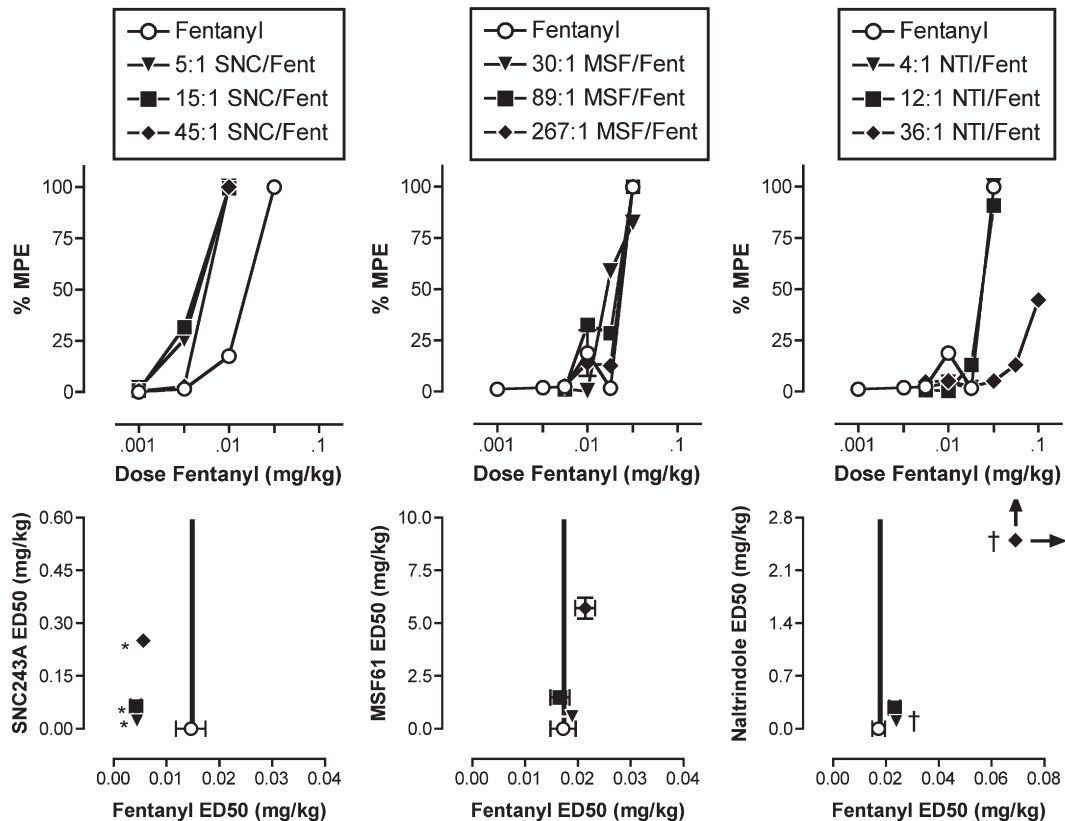 Fentanyl
5:1 SNC/Fent
15:1 SNC/Fent
45:1 SNC/Fent
Fentanyl
30:1 MSF/Fent
89:1 MSF/Fent
267:1 MSF/Fent
Fentanyl
4:1 NTI/Fent
12:1 NTI/Fent
36:1 NTI/Fent
% MPE
100
75
50
25
0
.001
.01
.1
Dose Fentanyl (mg/kg)
% MPE
100
75
50
25
0
.001
.01
.1
Dose Fentanyl (mg/kg)
% MPE
100
75
50
25
0
.001
.01
.1
Dose Fentanyl (mg/kg)
SNC243A ED50 (mg/kg)
0.60
0.45
0.30
0.15
0.00
*
*
*
0.00
0.01
0.02
0.03
0.04
Fentanyl ED50 (mg/kg)
MSF61 ED50 (mg/kg)
10.0
7.5
5.0
2.5
0.0
0.00
0.01
0.02
0.03
0.04
Fentanyl ED50 (mg/kg)
Naltrindole ED50 (mg/kg)
2.8
2.1
1.4
0.7
0.0
†
†
0.00
0.02
0.04
0.06
0.08
Fentanyl ED50 (mg/kg)